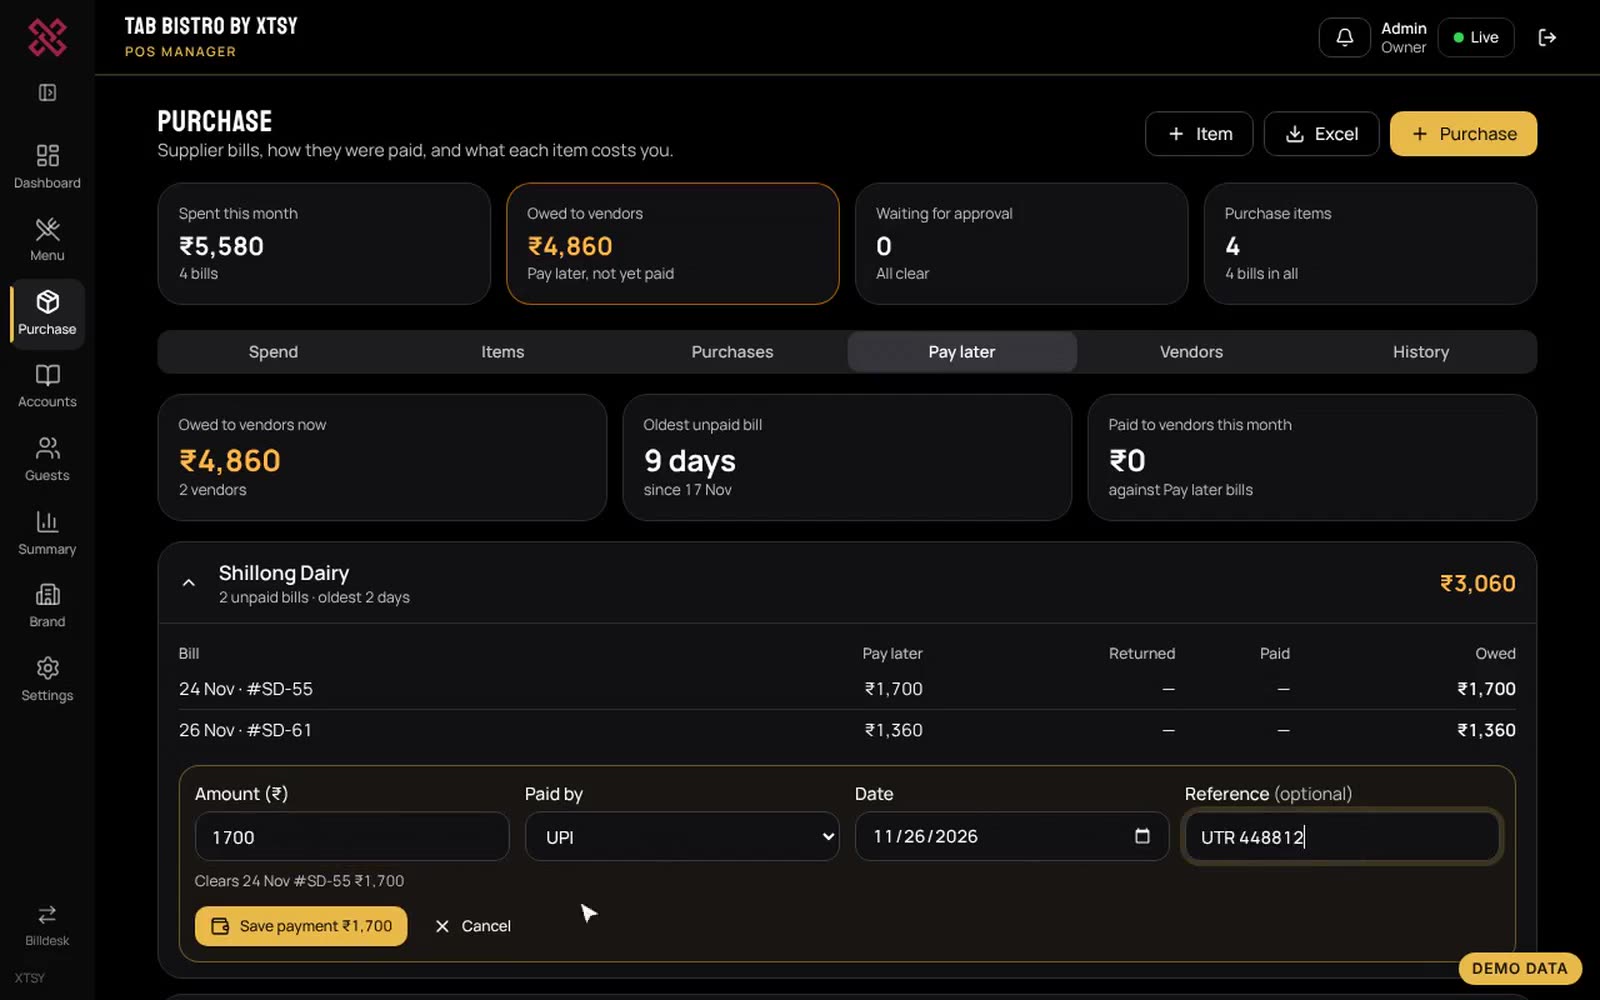 TAB BISTRO BY XTSY
POS MANAGER
Admin
Owner
Live
Dashboard
Menu
Purchase
Accounts
Guests
Summary
Brand
Settings
Billdesk
XTSY
PURCHASE
Supplier bills, how they were paid, and what each item costs you.
+ Item
Excel
+ Purchase
Spent this month
₹5,580
4 bills
Owed to vendors
₹4,860
Pay later, not yet paid
Waiting for approval
0
All clear
Purchase items
4
4 bills in all
Spend
Items
Purchases
Pay later
Vendors
History
Owed to vendors now
₹4,860
2 vendors
Oldest unpaid bill
9 days
since 17 Nov
Paid to vendors this month
₹0
against Pay later bills
Shillong Dairy
2 unpaid bills · oldest 2 days
₹3,060
Bill Pay later Returned Paid Owed
24 Nov · #SD-55 ₹1,700 — — ₹1,700
26 Nov · #SD-61 ₹1,360 — — ₹1,360
Amount (₹)
1700
Paid by
UPI
Date
11/26/2026
Reference (optional)
UTR 448812
Clears 24 Nov #SD-55 ₹1,700
Save payment ₹1,700
Cancel
DEMO DATA